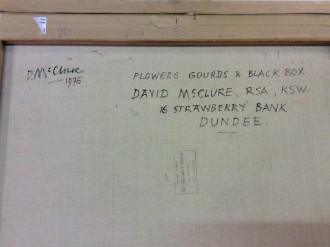 D. McClure
1975
FLOWERS GOURDS & BLACK BOX
DAVID McCLURE, RSA, RSW.
16 STRAWBERRY BANK
DUNDEE.